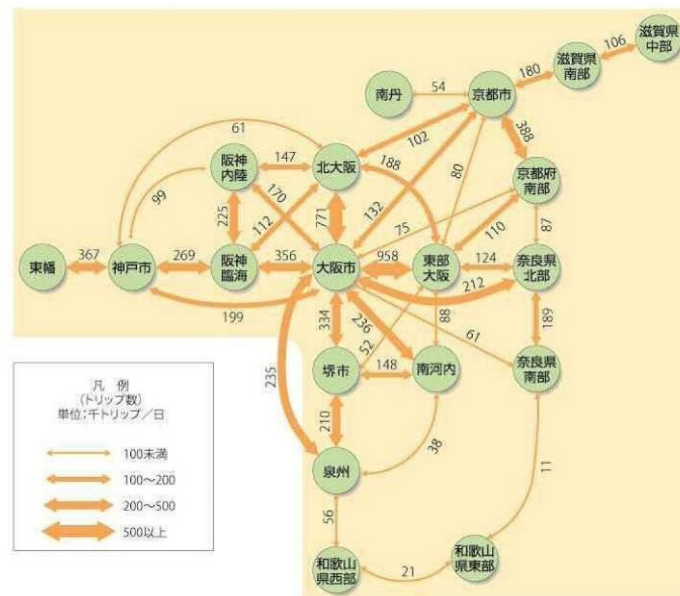 滋賀県
中部
106
滋賀県
南部
180
京都市
54
南丹
61
102
388
阪神
内陸
147
北大阪
188
80
京都府
南部
99
170
132
225
112
771
75
110
87
東播
367
神戸市
269
阪神
臨海
356
大阪市
958
東部
大阪
124
奈良県
北部
212
199
334
236
52
88
61
189
235
堺市
148
南河内
奈良県
南部
210
38
泉州
11
56
和歌山
県西部
21
和歌山
県東部
凡 例
(トリップ数)
単位:千トリップ/日
100未満
100~200
200~500
500以上